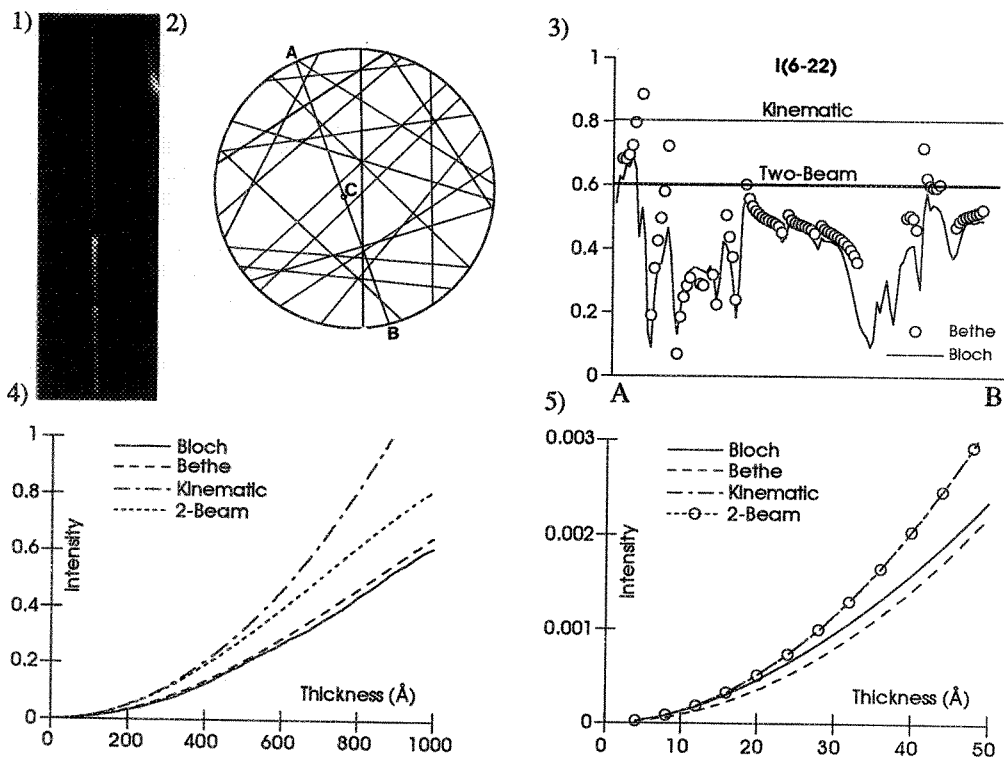 1)
2)
A
C
B
3)
I(6-22)
1
0.8
0.6
0.4
0.2
0
Kinematic
Two-Beam
Bethe
Bloch
A
B
4)
1
0.8
0.6
0.4
0.2
0
Intensity
Bloch
Bethe
Kinematic
2-Beam
Thickness (Å)
0 200 400 600 800 1000
5)
0.003
0.002
0.001
0
Intensity
Bloch
Bethe
Kinematic
2-Beam
Thickness (Å)
0 10 20 30 40 50